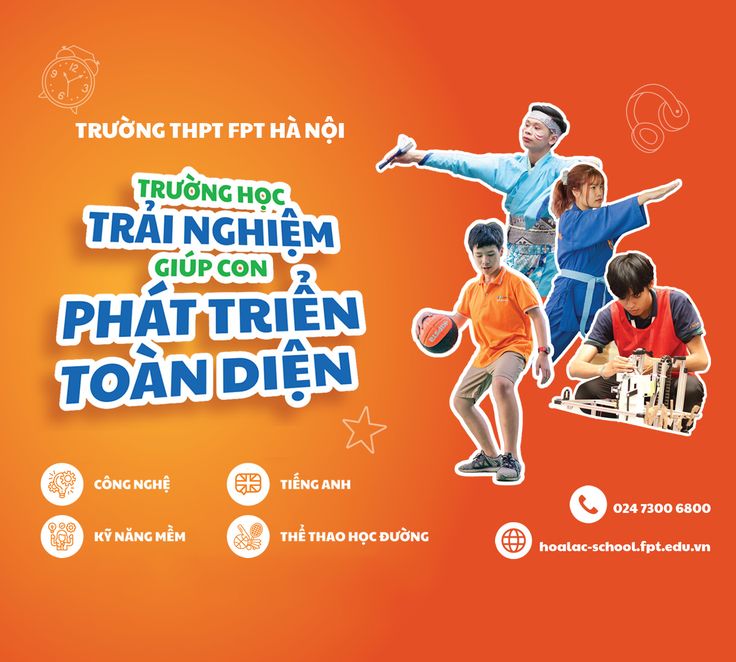 TRƯỜNG THPT FPT HÀ NỘI
TRƯỜNG HỌC
TRẢI NGHIỆM
GIÚP CON
PHÁT TRIỂN
TOÀN DIỆN
CÔNG NGHỆ
TIẾNG ANH
KỸ NĂNG MỀM
THỂ THAO HỌC ĐƯỜNG
024 7300 6800
hoalac-school.fpt.edu.vn